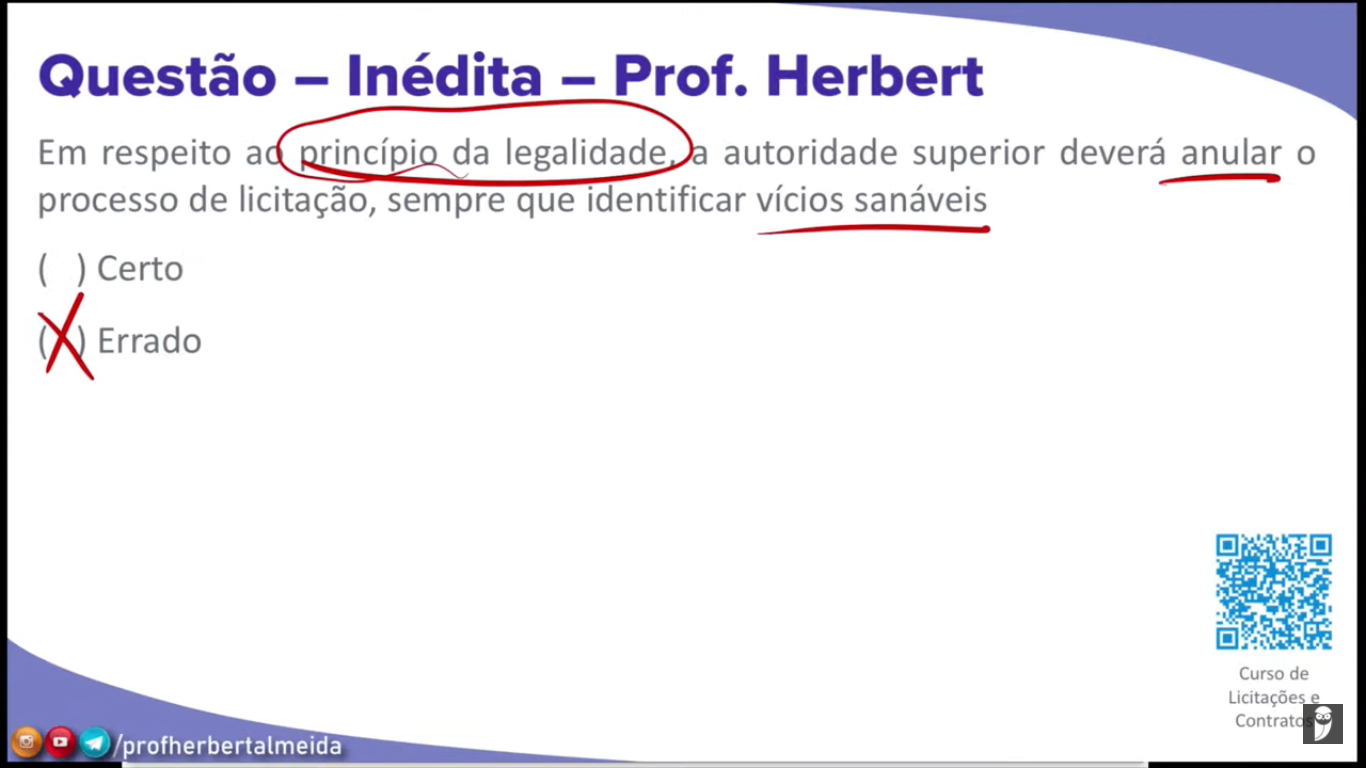 Questão – Inédita – Prof. Herbert
Em respeito ao princípio da legalidade, a autoridade superior deverá anular o
processo de licitação, sempre que identificar vícios sanáveis
( ) Certo
(X) Errado
Curso de
Licitações e
Contratos
/profherbertalmeida